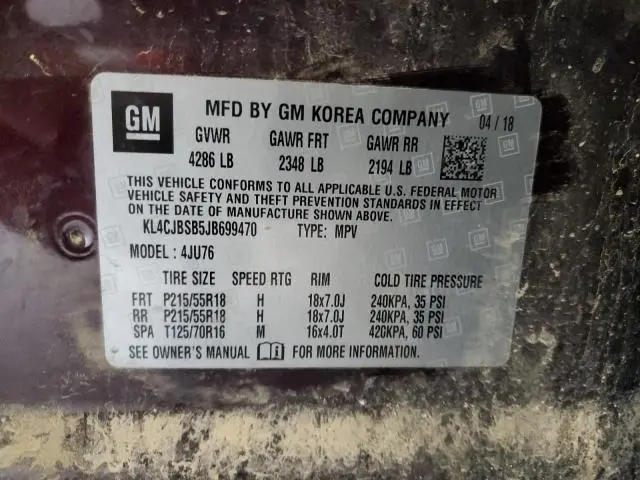 GM
MFD BY GM KOREA COMPANY 04 / 18
GVWR GAWR FRT GAWR RR
4286 LB 2348 LB 2194 LB
THIS VEHICLE CONFORMS TO ALL APPLICABLE U.S. FEDERAL MOTOR
VEHICLE SAFETY AND THEFT PREVENTION STANDARDS IN EFFECT
ON THE DATE OF MANUFACTURE SHOWN ABOVE.
KL4CJBSB5JB699470 TYPE: MPV
MODEL : 4JU76
TIRE SIZE SPEED RTG RIM COLD TIRE PRESSURE
FRT P215/55R18 H 18x7.0J 240KPA, 35 PSI
RR P215/55R18 H 18x7.0J 240KPA, 35 PSI
SPA T125/70R16 M 16x4.0T 420KPA, 60 PSI
SEE OWNER'S MANUAL FOR MORE INFORMATION.